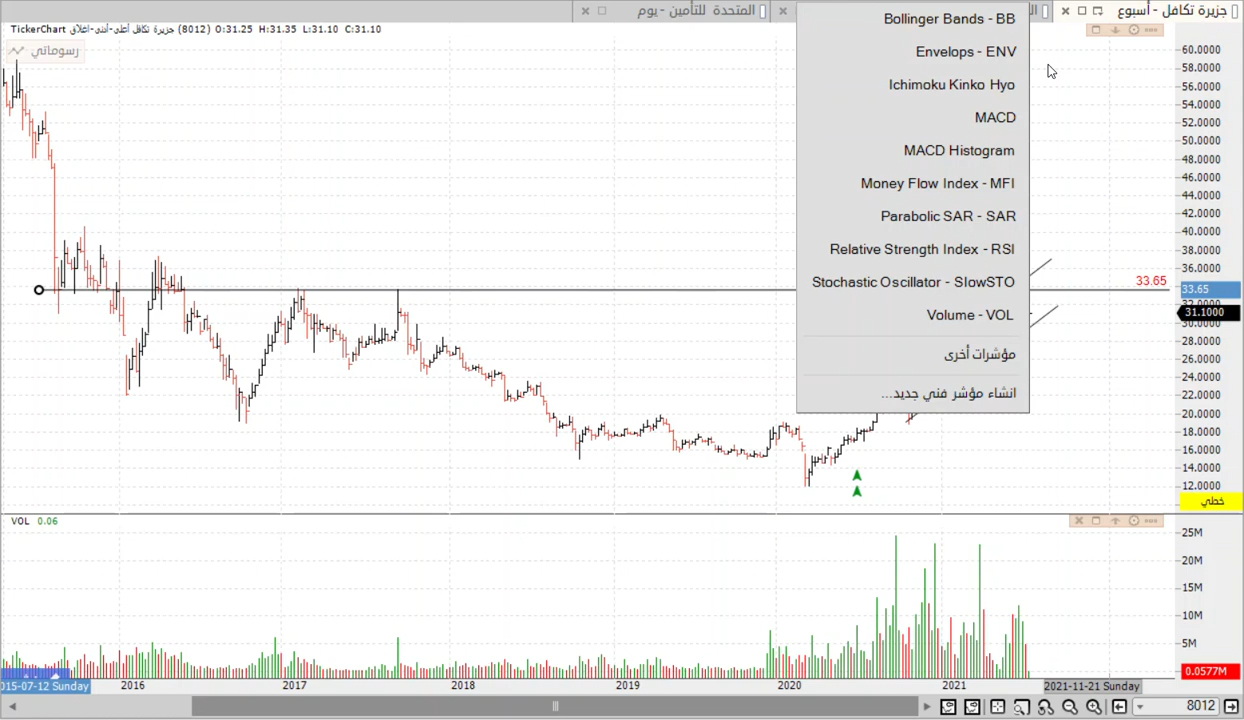 جزيرة تكافل - أسبوع
المتحدة للتأمين - يوم
TickerChart جزيرة تكافل أعلى-أدنى-اغلاق (8012) O:31.25 H:31.35 L:31.10 C:31.10
رسوماتي
Bollinger Bands - BB
Envelops - ENV
Ichimoku Kinko Hyo
MACD
MACD Histogram
Money Flow Index - MFI
Parabolic SAR - SAR
Relative Strength Index - RSI
Stochastic Oscillator - SlowSTO
Volume - VOL
مؤشرات أخرى
انشاء مؤشر فني جديد...
60.0000
58.0000
56.0000
54.0000
52.0000
50.0000
48.0000
46.0000
44.0000
42.0000
40.0000
38.0000
36.0000
33.65
33.65
32.0000
31.1000
30.0000
28.0000
26.0000
24.0000
22.0000
20.0000
18.0000
16.0000
14.0000
12.0000
خطي
VOL 0.06
25M
20M
15M
10M
5M
0.0577M
015-07-12 Sunday
2016
2017
2018
2019
2020
2021
2021-11-21 Sunday
8012